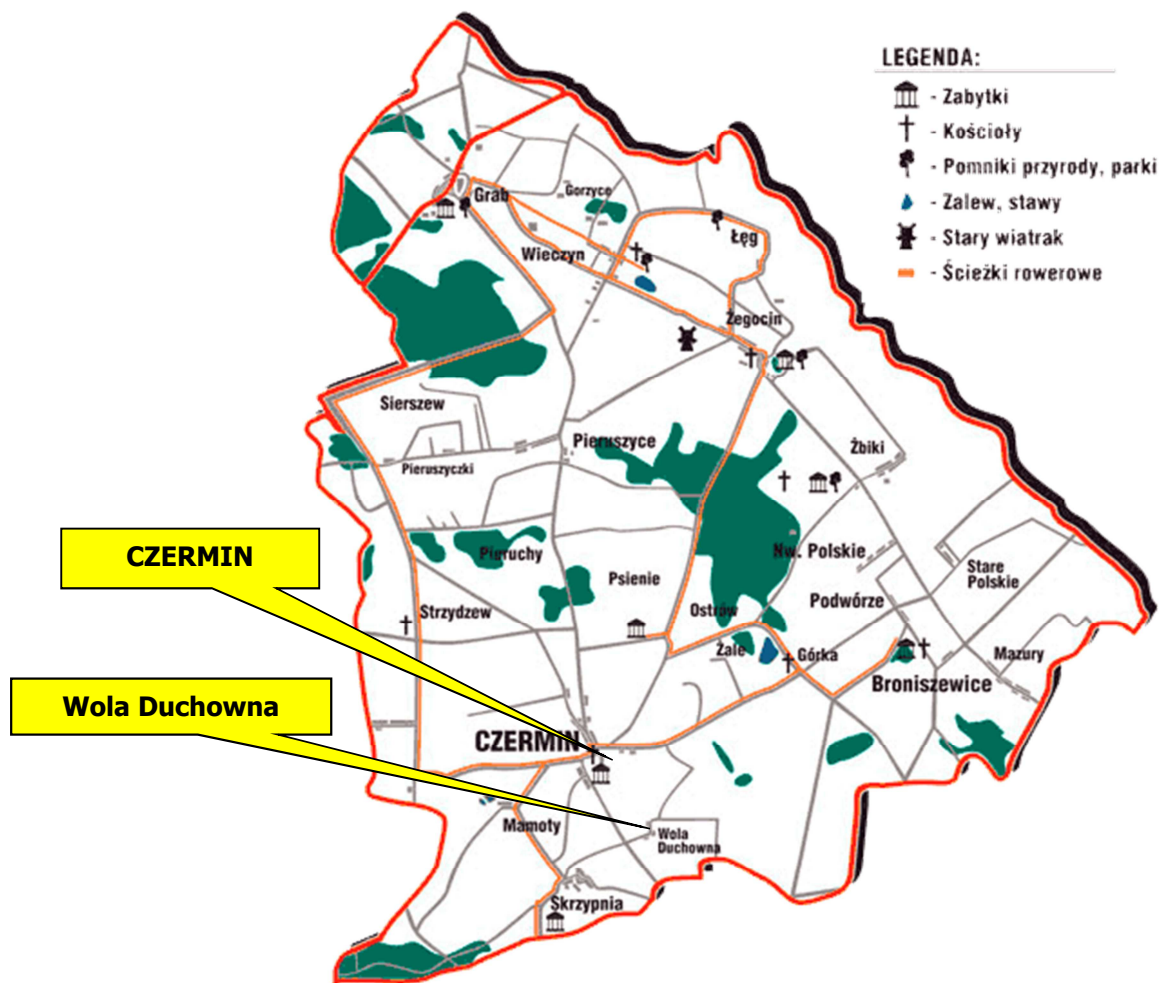 LEGENDA:
- Zabytki
- Kościoły
- Pomniki przyrody, parki
- Zalew, stawy
- Stary wiatrak
- Ścieżki rowerowe
Grab
Gorzyce
Łęg
Wieczyn
Żegocin
Sierszew
Pieruszyce
Żbiki
Pieruszyczki
CZERMIN
Pieruchy
Nw. Polskie
Psienie
Stare
Polskie
Podwórze
Strzydzew
Ostrów
Żale
Górka
Mazury
Broniszewice
Wola Duchowna
CZERMIN
Mamoty
Wola
Duchowna
Skrzypnia